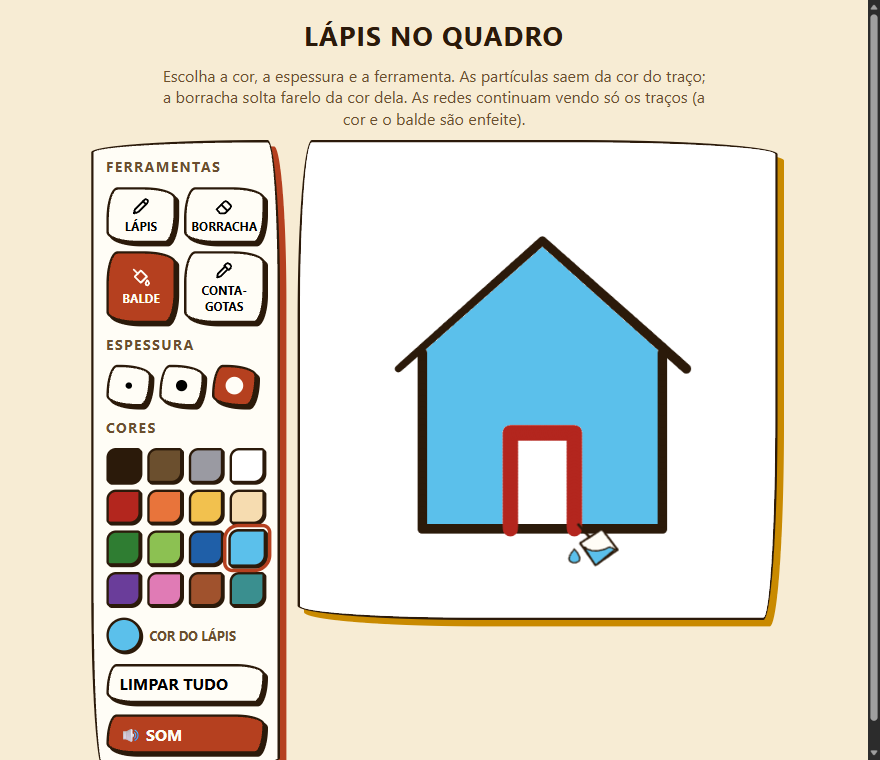 LÁPIS NO QUADRO
Escolha a cor, a espessura e a ferramenta. As partículas saem da cor do traço;
a borracha solta farelo da cor dela. As redes continuam vendo só os traços (a
cor e o balde são enfeite).
FERRAMENTAS
LÁPIS
BORRACHA
BALDE
CONTA-
GOTAS
ESPESSURA
CORES
COR DO LÁPIS
LIMPAR TUDO
SOM